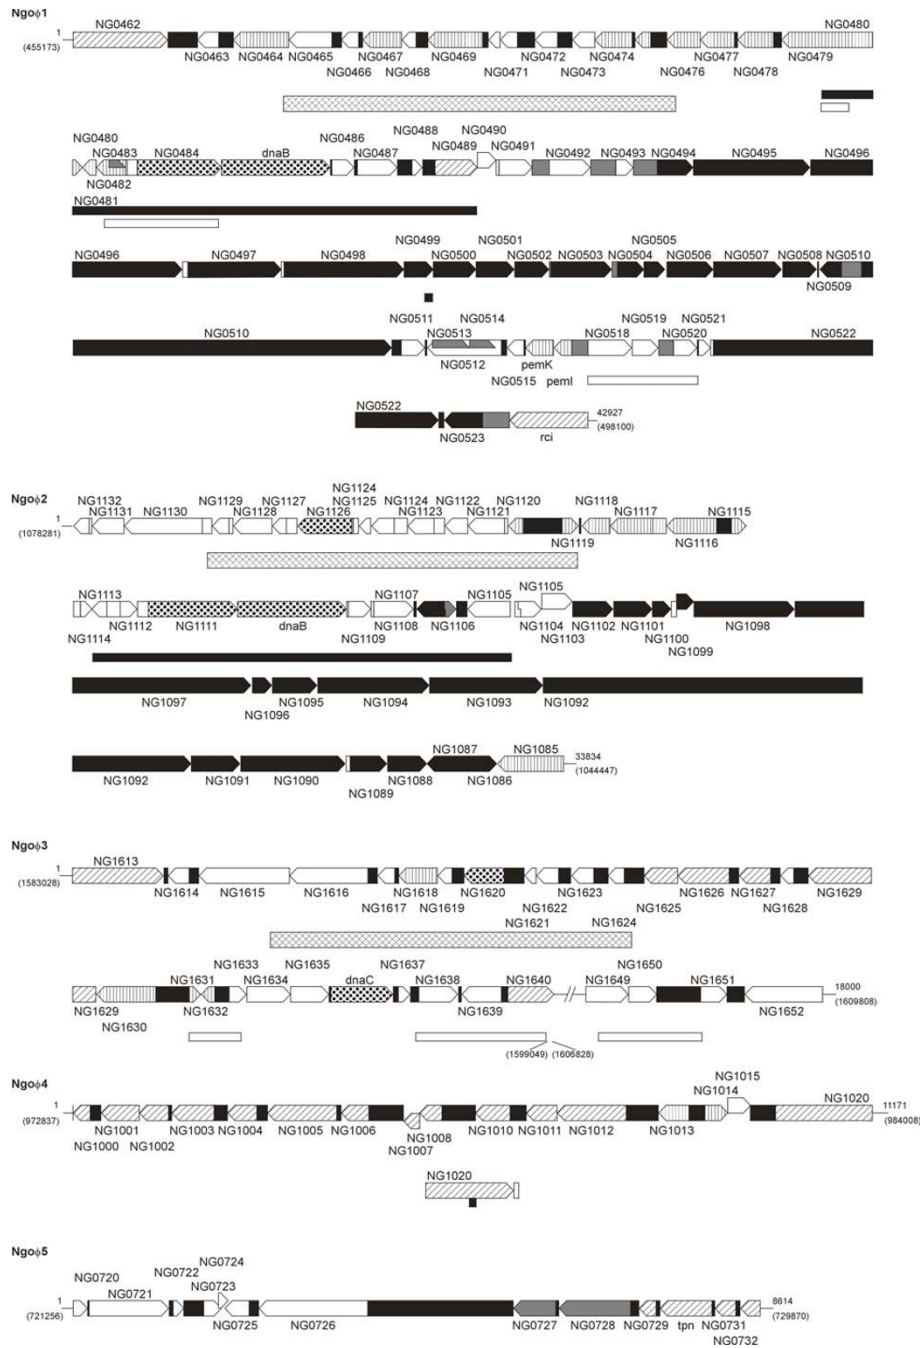 Ngoϕ1
NG0462 NG0480
1
(455173)
NG0463 NG0464 NG0465 NG0467 NG0469 NG0472 NG0474 NG0477 NG0479
NG0466 NG0468 NG0471 NG0473 NG0476 NG0478
NG0480 NG0486 NG0488 NG0490
NG0483 NG0484 dnaB NG0487 NG0489 NG0491 NG0492 NG0493 NG0494 NG0495 NG0496
NG0482
NG0481
NG0499 NG0501 NG0505
NG0496 NG0497 NG0498 NG0500 NG0502 NG0503 NG0504 NG0506 NG0507 NG0508 NG0510
NG0509
NG0511 NG0514 NG0519 NG0521
NG0510 NG0513 NG0518 NG0520 NG0522
NG0512 pemK
NG0515 pemI
NG0522
42927
(498100)
NG0523 rci
Ngoϕ2
NG1124
NG1132 NG1129 NG1127 NG1125 NG1124 NG1122 NG1120 NG1118
NG1131 NG1130 NG1128 NG1126 NG1123 NG1121 NG1117 NG1115
1
(1078281)
NG1119 NG1116
NG1105
NG1113 NG1107 NG1105
NG1112 NG1111 dnaB NG1108 NG1106 NG1104 NG1102 NG1101 NG1098
NG1114 NG1109 NG1103 NG1100
NG1099
NG1097 NG1095 NG1094 NG1093 NG1092
NG1096
NG1087 NG1085
33834
(1044447)
NG1092 NG1091 NG1090 NG1088 NG1086
NG1089
Ngoϕ3
NG1613
1
(1583028)
NG1614 NG1615 NG1616 NG1618 NG1620 NG1623 NG1626 NG1627 NG1629
NG1617 NG1619 NG1622 NG1625 NG1628
NG1621 NG1624
NG1633 NG1637 NG1650
NG1631 NG1634 NG1635 dnaC NG1638 NG1640 NG1649 NG1651
18000
(1609808)
NG1629 NG1632 NG1639 NG1652
NG1630
(1599049) (1606828)
Ngoϕ4
NG1015
NG1014 NG1020
1
(972837)
11171
(984008)
NG1001 NG1003 NG1004 NG1005 NG1006 NG1008 NG1010 NG1011 NG1012 NG1013
NG1000 NG1002 NG1007
NG1020
Ngoϕ5
NG0724
NG0720 NG0722 NG0723
NG0721
1
(721256)
8614
(729870)
NG0725 NG0726 NG0727 NG0728 NG0729 tpn NG0731
NG0732